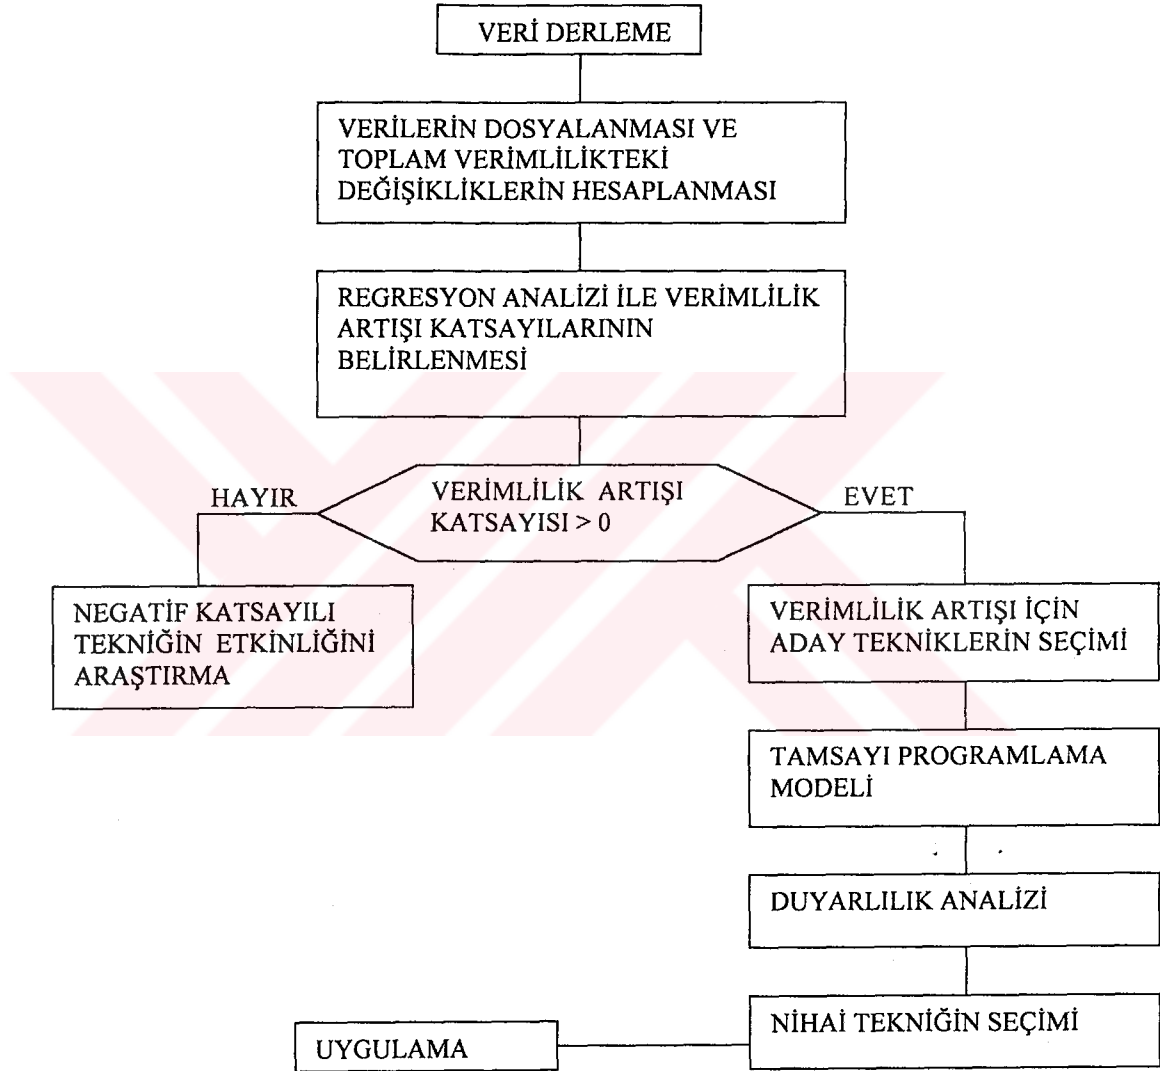 VERİ DERLEME
VERİLERİN DOSYALANMASI VE
TOPLAM VERİMLİLİKTEKİ
DEĞİŞİKLİKLERİN HESAPLANMASI
REGRESYON ANALİZİ İLE VERİMLİLİK
ARTIŞI KATSAYILARININ
BELİRLENMESİ
HAYIR
VERİMLİLİK ARTIŞI
KATSAYISI > 0
EVET
NEGATİF KATSAYILI
TEKNİĞİN ETKİNLİĞİNİ
ARAŞTIRMA
VERİMLİLİK ARTIŞI İÇİN
ADAY TEKNİKLERİN SEÇİMİ
TAMSAYI PROGRAMLAMA
MODELİ
DUYARLILIK ANALİZİ
NİHAİ TEKNİĞİN SEÇİMİ
UYGULAMA